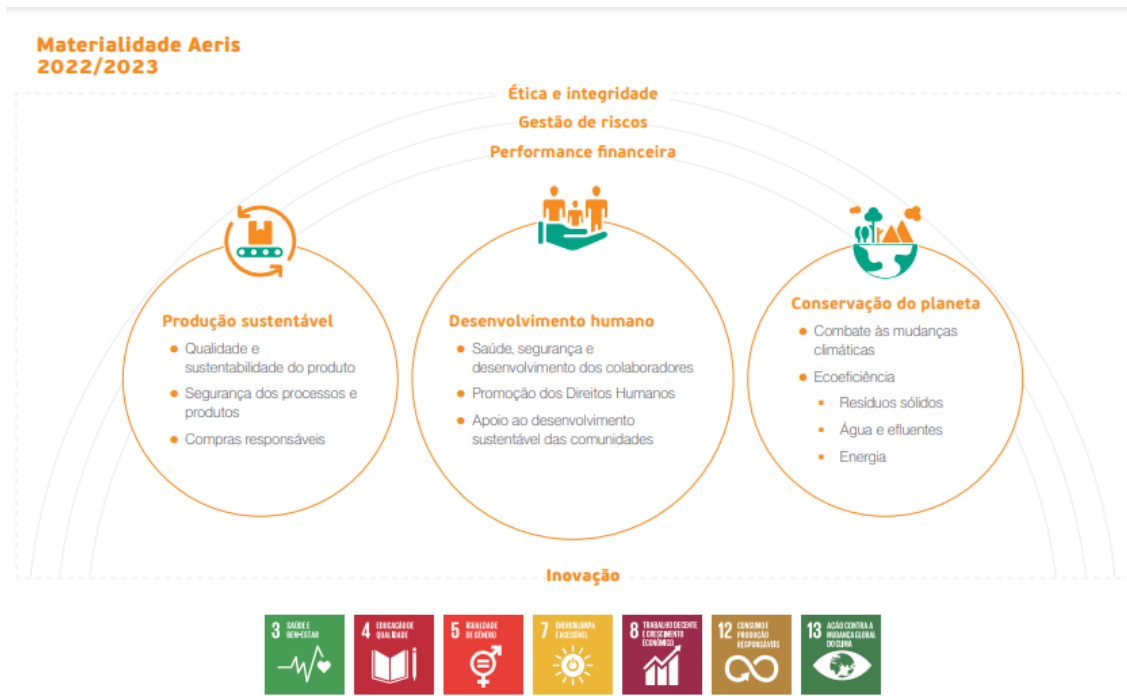 Materialidade Aeris
2022/2023
Ética e integridade
Gestão de riscos
Performance financeira
Produção sustentável
Qualidade e
sustentabilidade do produto
Segurança dos processos e
produtos
Compras responsáveis
Desenvolvimento humano
Saúde, segurança e
desenvolvimento dos colaboradores
Promoção dos Direitos Humanos
Apoio ao desenvolvimento
sustentável das comunidades
Conservação do planeta
Combate às mudanças
climáticas
Ecoeficiência
Resíduos sólidos
Água e efluentes
Energia
Inovação
3 SAÚDE E
BEM-ESTAR
4 EDUCAÇÃO DE
QUALIDADE
5 IGUALDADE
DE GÊNERO
7 ENERGIA LIMPA
E ACESSÍVEL
8 TRABALHO DECENTE
E CRESCIMENTO
ECONÔMICO
12 CONSUMO E
PRODUÇÃO
RESPONSÁVEIS
13 AÇÃO CONTRA A
MUDANÇA GLOBAL
DO CLIMA